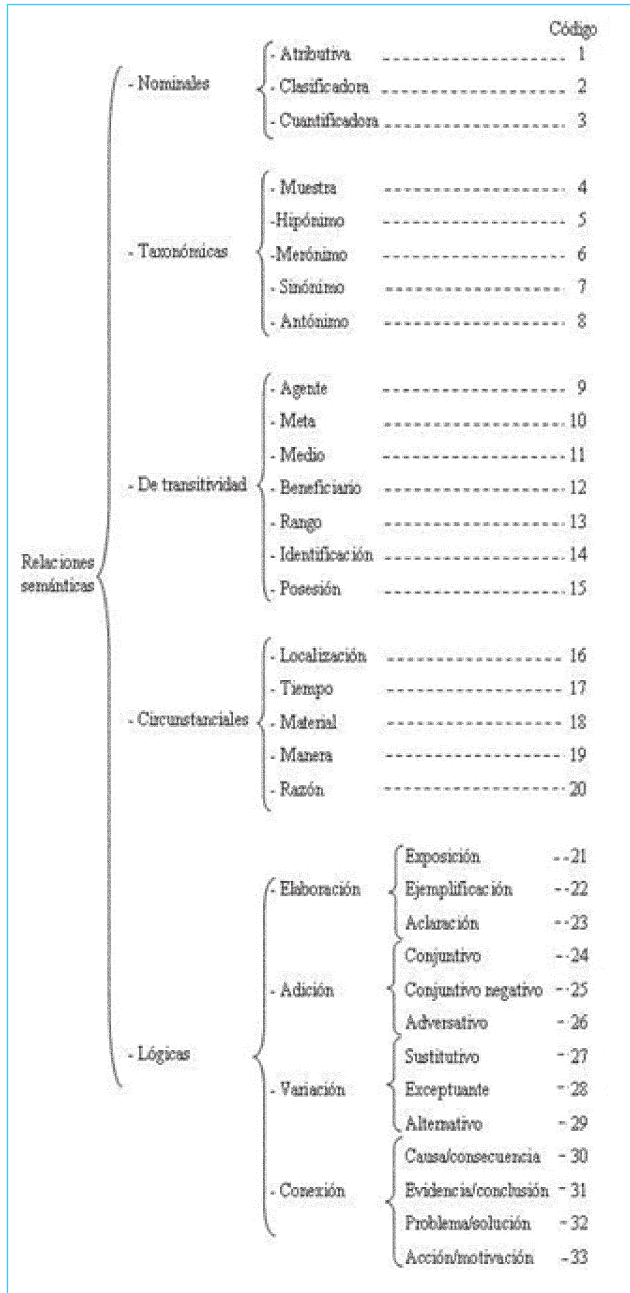 Código
- Atributiva ---------------------- 1
- Nominales - Clasificadora ---------------------- 2
- Cuantificadora ---------------------- 3
- Muestra ---------------------- 4
-Hipónimo ---------------------- 5
- Taxonómicas -Merónimo ---------------------- 6
- Sinónimo ---------------------- 7
- Antónimo ---------------------- 8
- Agente ---------------------- 9
- Meta ---------------------- 10
- Medio ---------------------- 11
- De transitividad - Beneficiario ---------------------- 12
- Rango ---------------------- 13
- Identificación ---------------------- 14
Relaciones
semánticas
- Posesión ---------------------- 15
- Localización ---------------------- 16
- Tiempo ---------------------- 17
- Circunstanciales - Material ---------------------- 18
- Manera ---------------------- 19
- Razón ---------------------- 20
Exposición --21
- Elaboración Ejemplificación --22
Aclaración --23
Conjuntivo --24
- Adición Conjuntivo negativo -25
Adversativo - 26
- Lógicas
Sustitutivo - 27
- Variación Exceptuante - 28
Alternativo - 29
Causa/consecuencia - 30
- Conexión Evidencia/conclusión - 31
Problema/solución - 32
Acción/motivación - 33